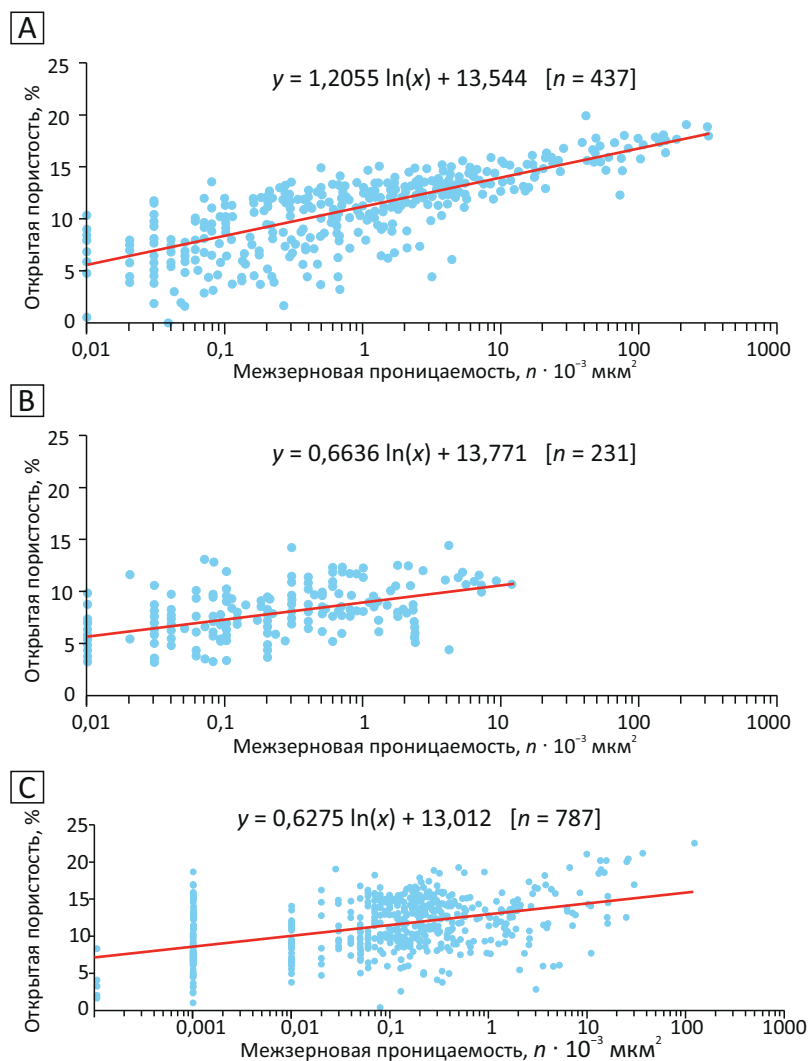 A
y = 1,2055 ln(x) + 13,544 [n = 437]
Открытая пористость, %
25
20
15
10
5
0
0,01 0,1 1 10 100 1000
Межзерновая проницаемость, n · 10⁻³ мкм²
B
y = 0,6636 ln(x) + 13,771 [n = 231]
Открытая пористость, %
25
20
15
10
5
0
0,01 0,1 1 10 100 1000
Межзерновая проницаемость, n · 10⁻³ мкм²
C
y = 0,6275 ln(x) + 13,012 [n = 787]
Открытая пористость, %
25
20
15
10
5
0
0,001 0,01 0,1 1 10 100 1000
Межзерновая проницаемость, n · 10⁻³ мкм²